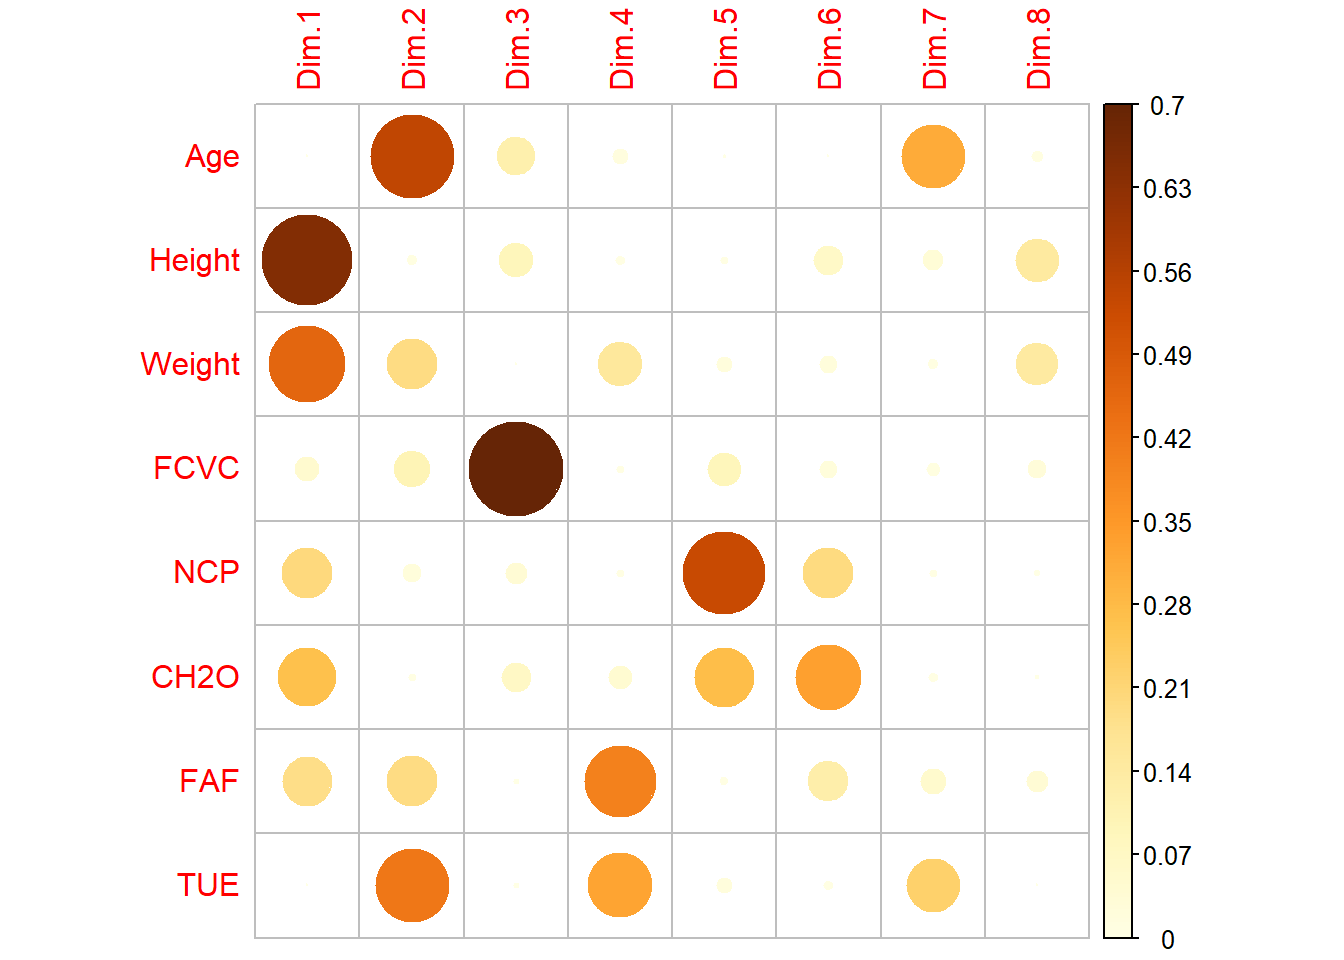 Dim.1 Dim.2 Dim.3 Dim.4 Dim.5 Dim.6 Dim.7 Dim.8
0.7
Age
0.63
Height
0.56
0.49
Weight
0.42
FCVC
0.35
NCP
0.28
CH2O
0.21
0.14
FAF
0.07
TUE
0